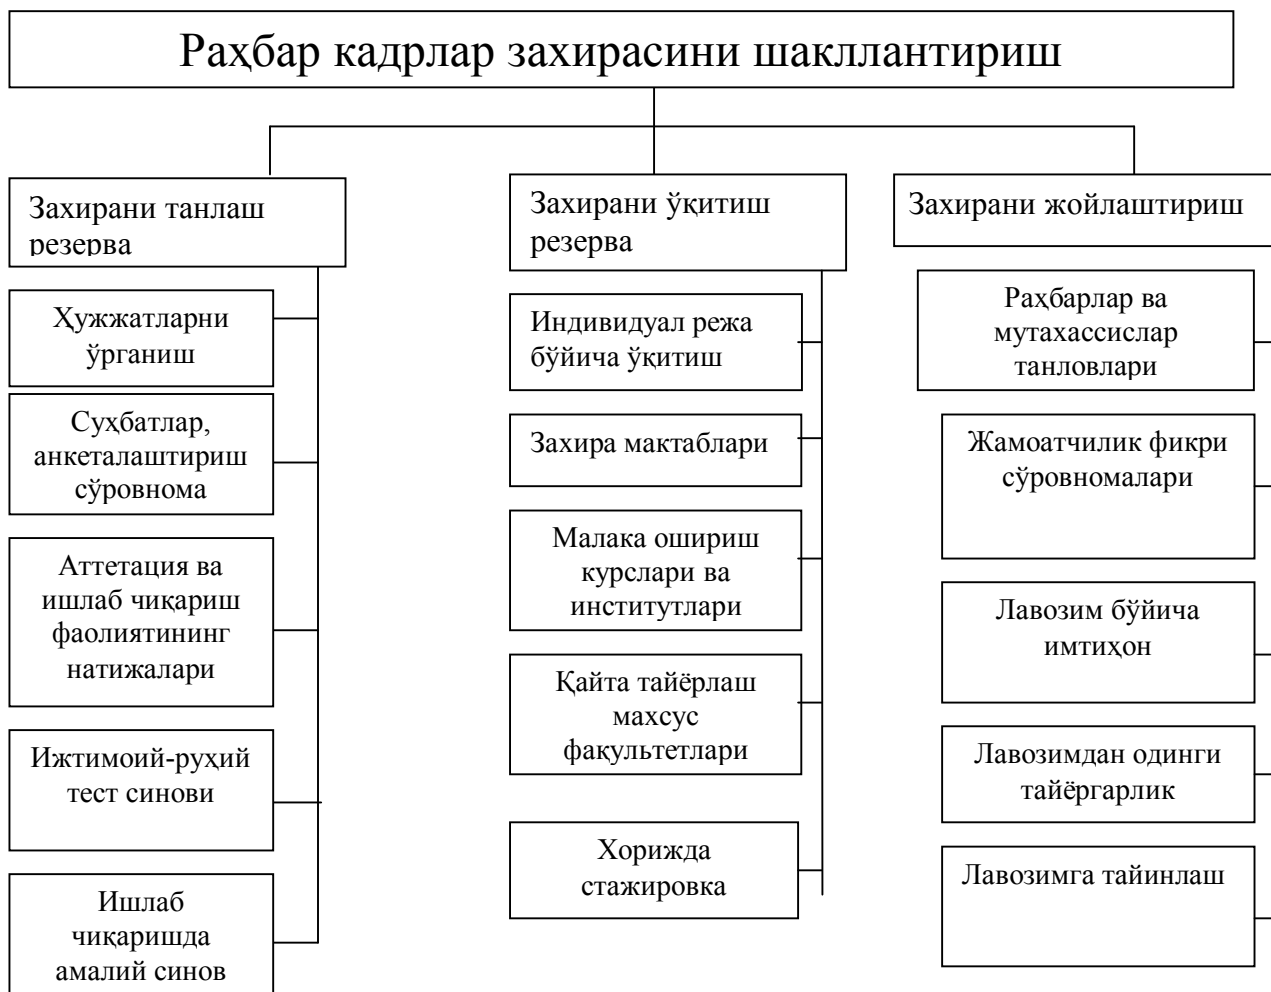 Раҳбар кадрлар захирасини шакллантириш
Захирани танлаш
резерва
Ҳужжатларни
ўрганиш
Суҳбатлар,
анкеталаштириш
сўровнома
Аттетация ва
ишлаб чиқариш
фаолиятининг
натижалари
Ижтимоий-руҳий
тест синови
Ишлаб
чиқаришда
амалий синов
Захирани ўқитиш
резерва
Индивидуал режа
бўйича ўқитиш
Захира мактаблари
Малака ошириш
курслари ва
институтлари
Қайта тайёрлаш
махсус
факультетлари
Хорижда
стажировка
Захирани жойлаштириш
Раҳбарлар ва
мутахассислар
танловлари
Жамоатчилик фикри
сўровномалари
Лавозим бўйича
имтиҳон
Лавозимдан одинги
тайёргарлик
Лавозимга тайинлаш